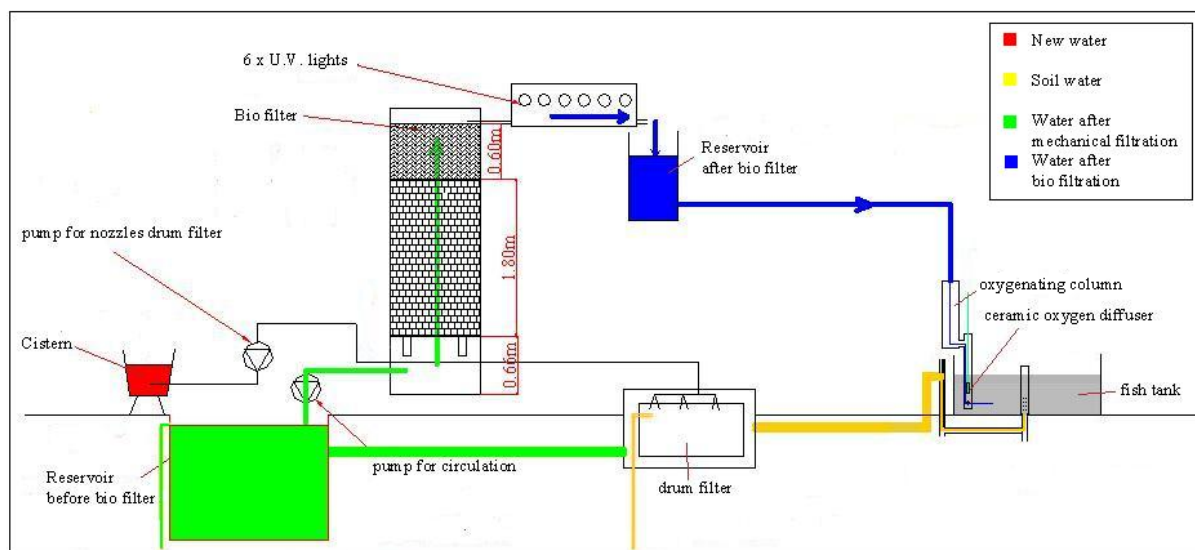 6 x U.V. lights
Bio filter
0.60m
1.80m
0.66m
Reservoir
after bio filter
New water
Soil water
Water after
mechanical filtration
Water after
bio filtration
pump for nozzles drum filter
Cistern
oxygenating column
ceramic oxygen diffuser
fish tank
Reservoir
before bio filter
pump for circulation
drum filter